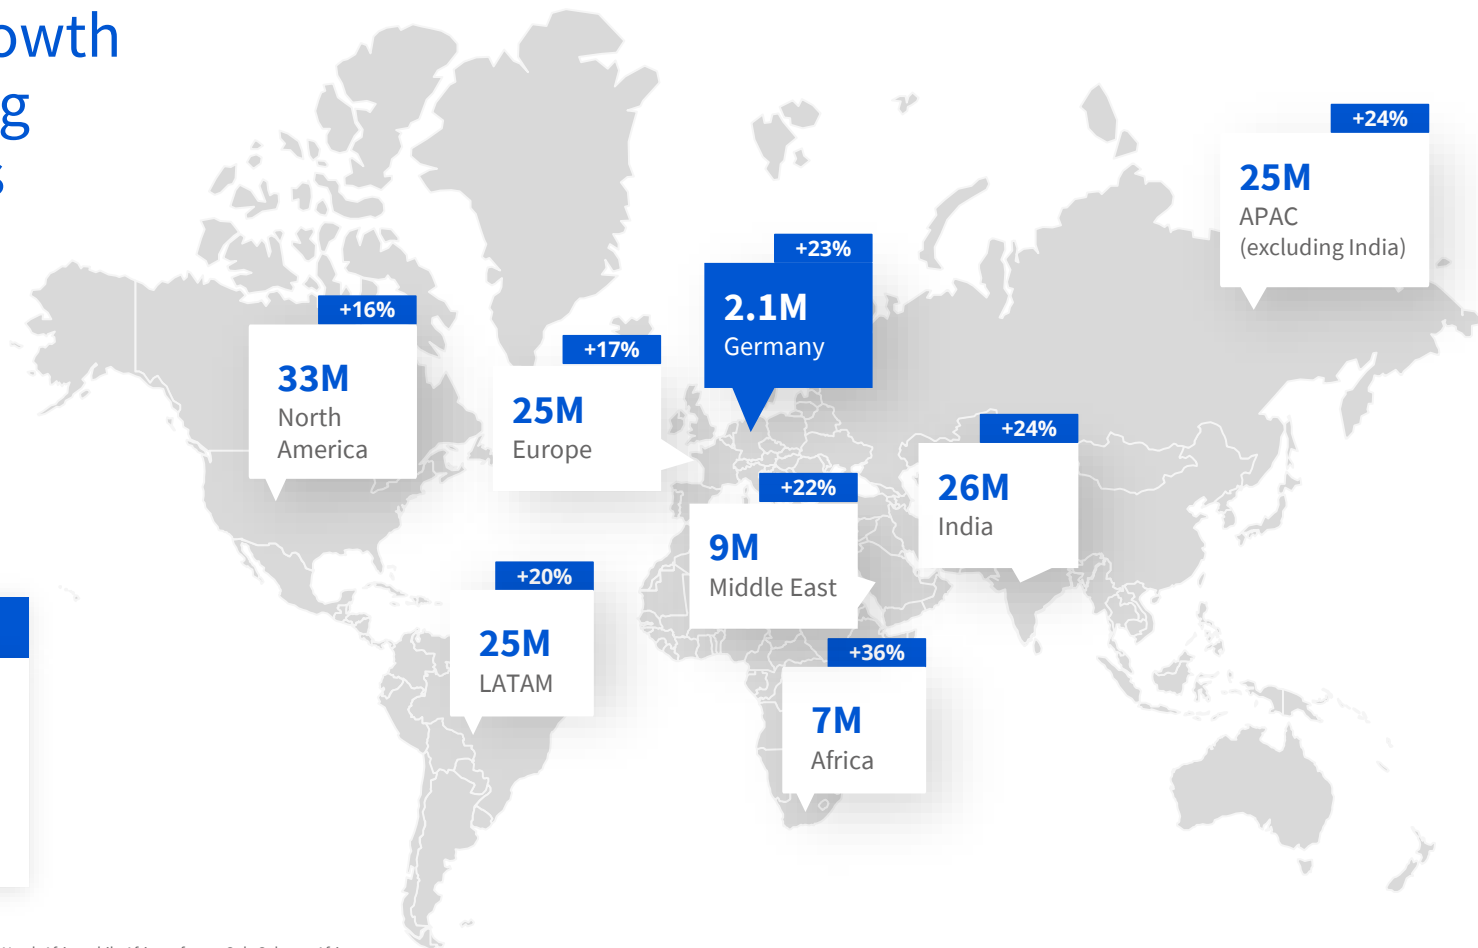 owth
g
s
+24%
25M
APAC
(excluding India)
+23%
2.1M
Germany
+16%
33M
North
America
+17%
25M
Europe
+24%
26M
India
+22%
9M
Middle East
+20%
25M
LATAM
+36%
7M
Africa